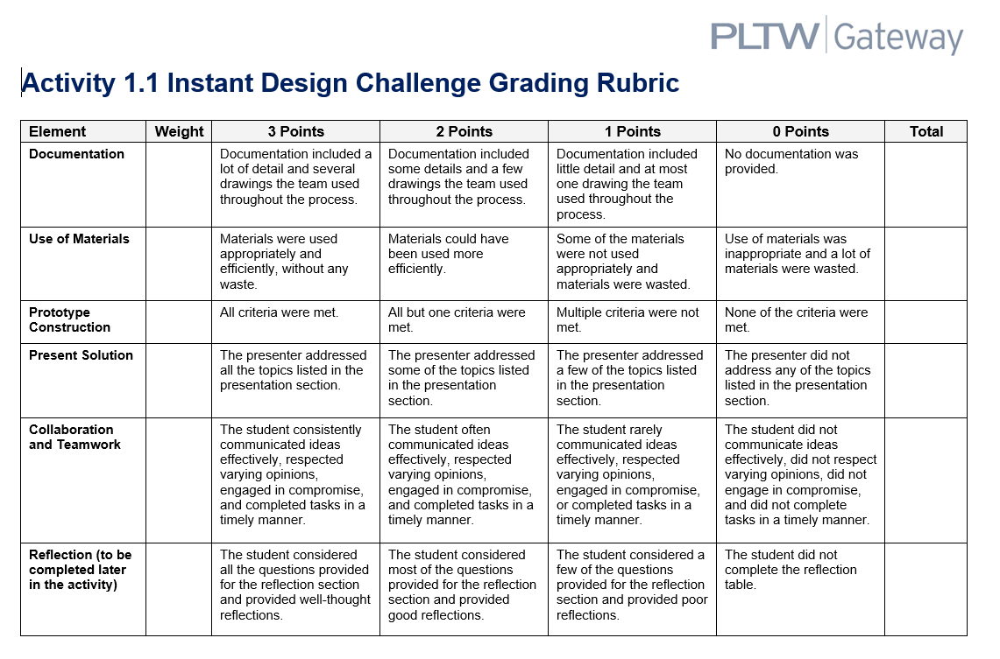 PLTW Gateway
Activity 1.1 Instant Design Challenge Grading Rubric
Element Weight 3 Points 2 Points 1 Points 0 Points Total
Documentation
Documentation included a
lot of detail and several
drawings the team used
throughout the process.
Documentation included
some details and a few
drawings the team used
throughout the process.
Documentation included
little detail and at most
one drawing the team
used throughout the
process.
No documentation was
provided.
Use of Materials
Materials were used
appropriately and
efficiently, without any
waste.
Materials could have
been used more
efficiently.
Some of the materials
were not used
appropriately and
materials were wasted.
Use of materials was
inappropriate and a lot of
materials were wasted.
Prototype
Construction
All criteria were met.
All but one criteria were
met.
Multiple criteria were not
met.
None of the criteria were
met.
Present Solution
The presenter addressed
all the topics listed in the
presentation section.
The presenter addressed
some of the topics listed
in the presentation
section.
The presenter addressed
a few of the topics listed
in the presentation
section.
The presenter did not
address any of the topics
listed in the presentation
section.
Collaboration
and Teamwork
The student consistently
communicated ideas
effectively, respected
varying opinions,
engaged in compromise,
and completed tasks in a
timely manner.
The student often
communicated ideas
effectively, respected
varying opinions,
engaged in compromise,
and completed tasks in a
timely manner.
The student rarely
communicated ideas
effectively, respected
varying opinions,
engaged in compromise,
or completed tasks in a
timely manner.
The student did not
communicate ideas
effectively, did not respect
varying opinions, did not
engage in compromise,
and did not complete
tasks in a timely manner.
Reflection (to be
completed later
in the activity)
The student considered
all the questions provided
for the reflection section
and provided well-thought
reflections.
The student considered
most of the questions
provided for the reflection
section and provided
good reflections.
The student considered a
few of the questions
provided for the reflection
section and provided poor
reflections.
The student did not
complete the reflection
table.